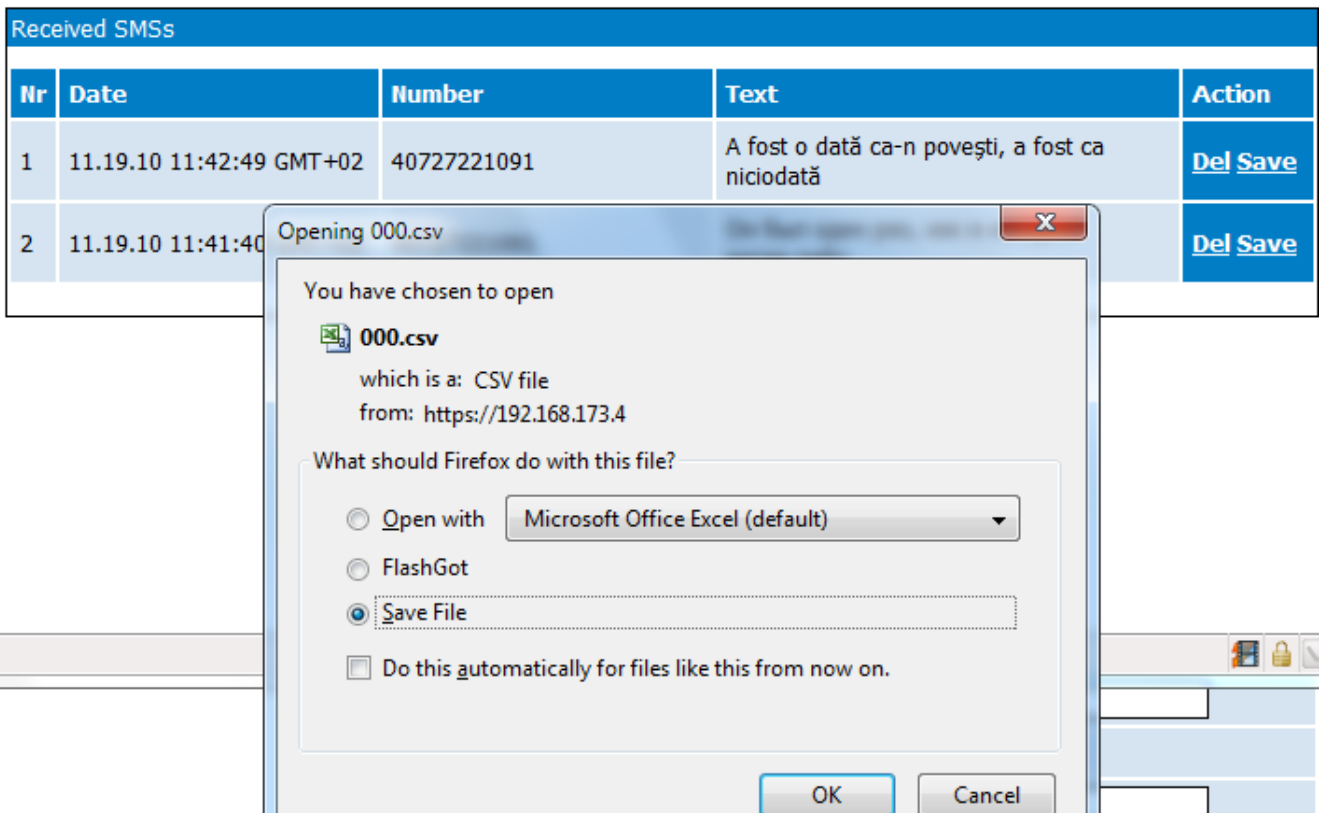 Received SMSs
Nr Date Number Text Action
1 11.19.10 11:42:49 GMT+02 40727221091 A fost o dată ca-n povești, a fost ca
niciodată
Del Save
2 11.19.10 11:41:40
Del Save
Opening 000.csv
You have chosen to open
000.csv
which is a: CSV file
from: https://192.168.173.4
What should Firefox do with this file?
Open with Microsoft Office Excel (default)
FlashGot
Save File
Do this automatically for files like this from now on.
OK Cancel